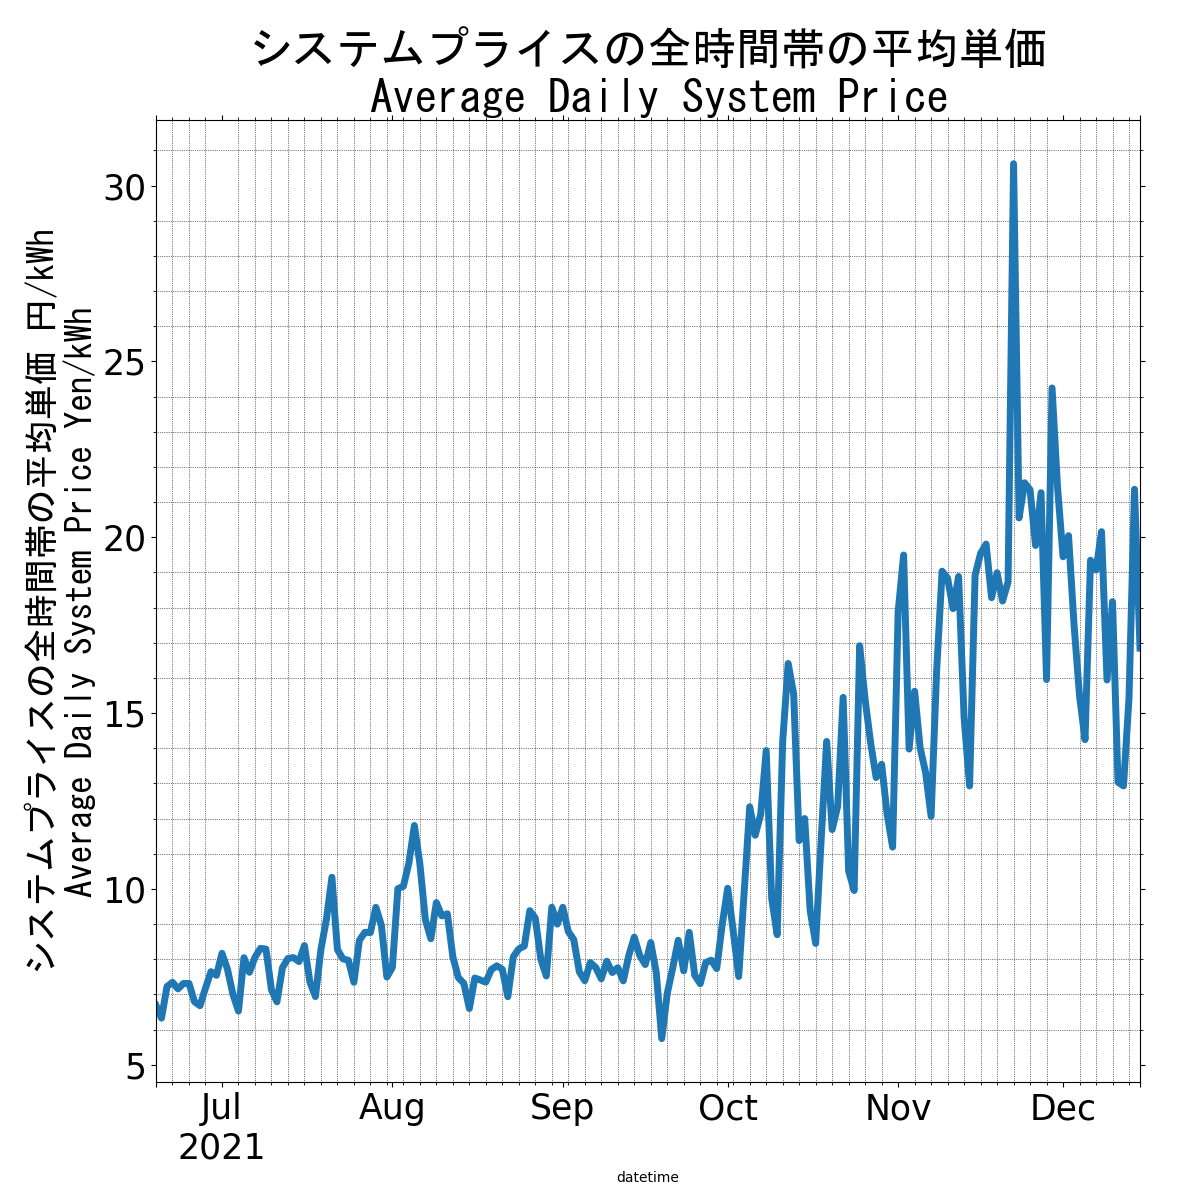 システムプライスの全時間帯の平均単価
Average Daily System Price
システムプライスの全時間帯の平均単価 円/kWh
Average Daily System Price Yen/kWh
30
25
20
15
10
5
Jul
2021
Aug
Sep
Oct
Nov
Dec
datetime